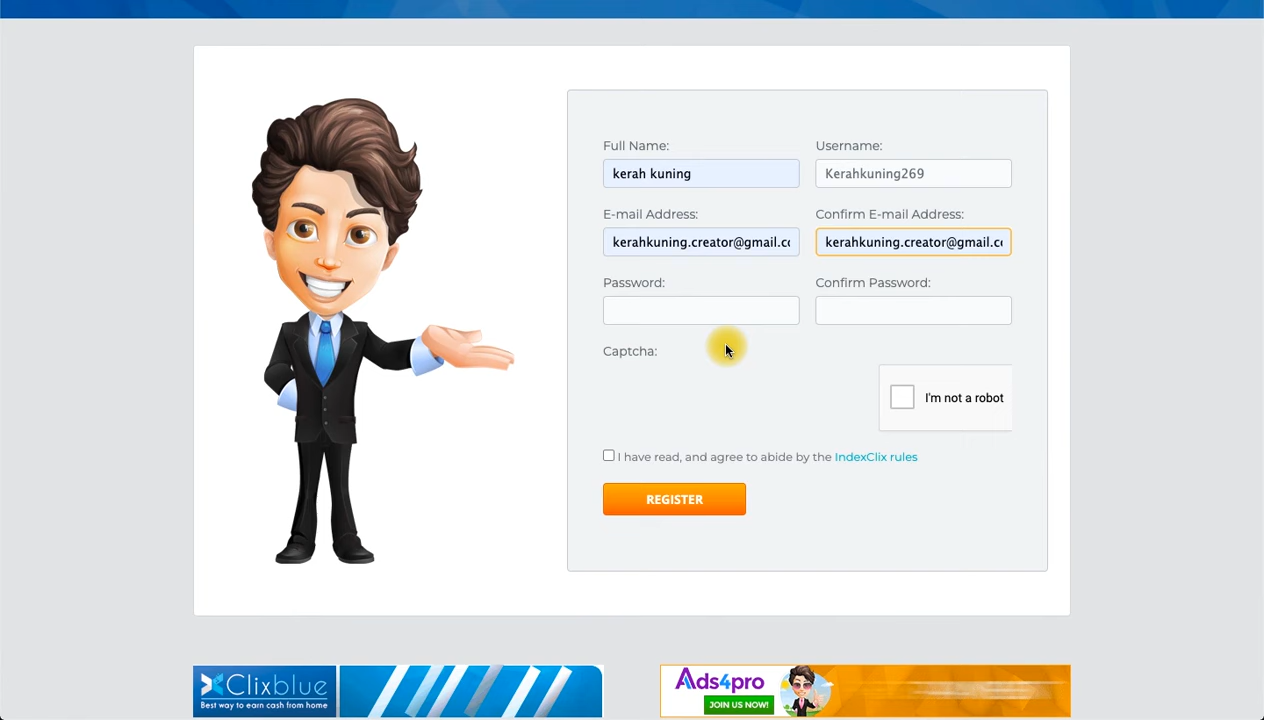 Full Name:
Username:
kerah kuning
Kerahkuning269
E-mail Address:
Confirm E-mail Address:
kerahkuning.creator@gmail.co
kerahkuning.creator@gmail.co
Password:
Confirm Password:
Captcha:
I'm not a robot
I have read, and agree to abide by the IndexClix rules
REGISTER
Clixblue
Best way to earn cash from home
Ads4pro
JOIN US NOW!